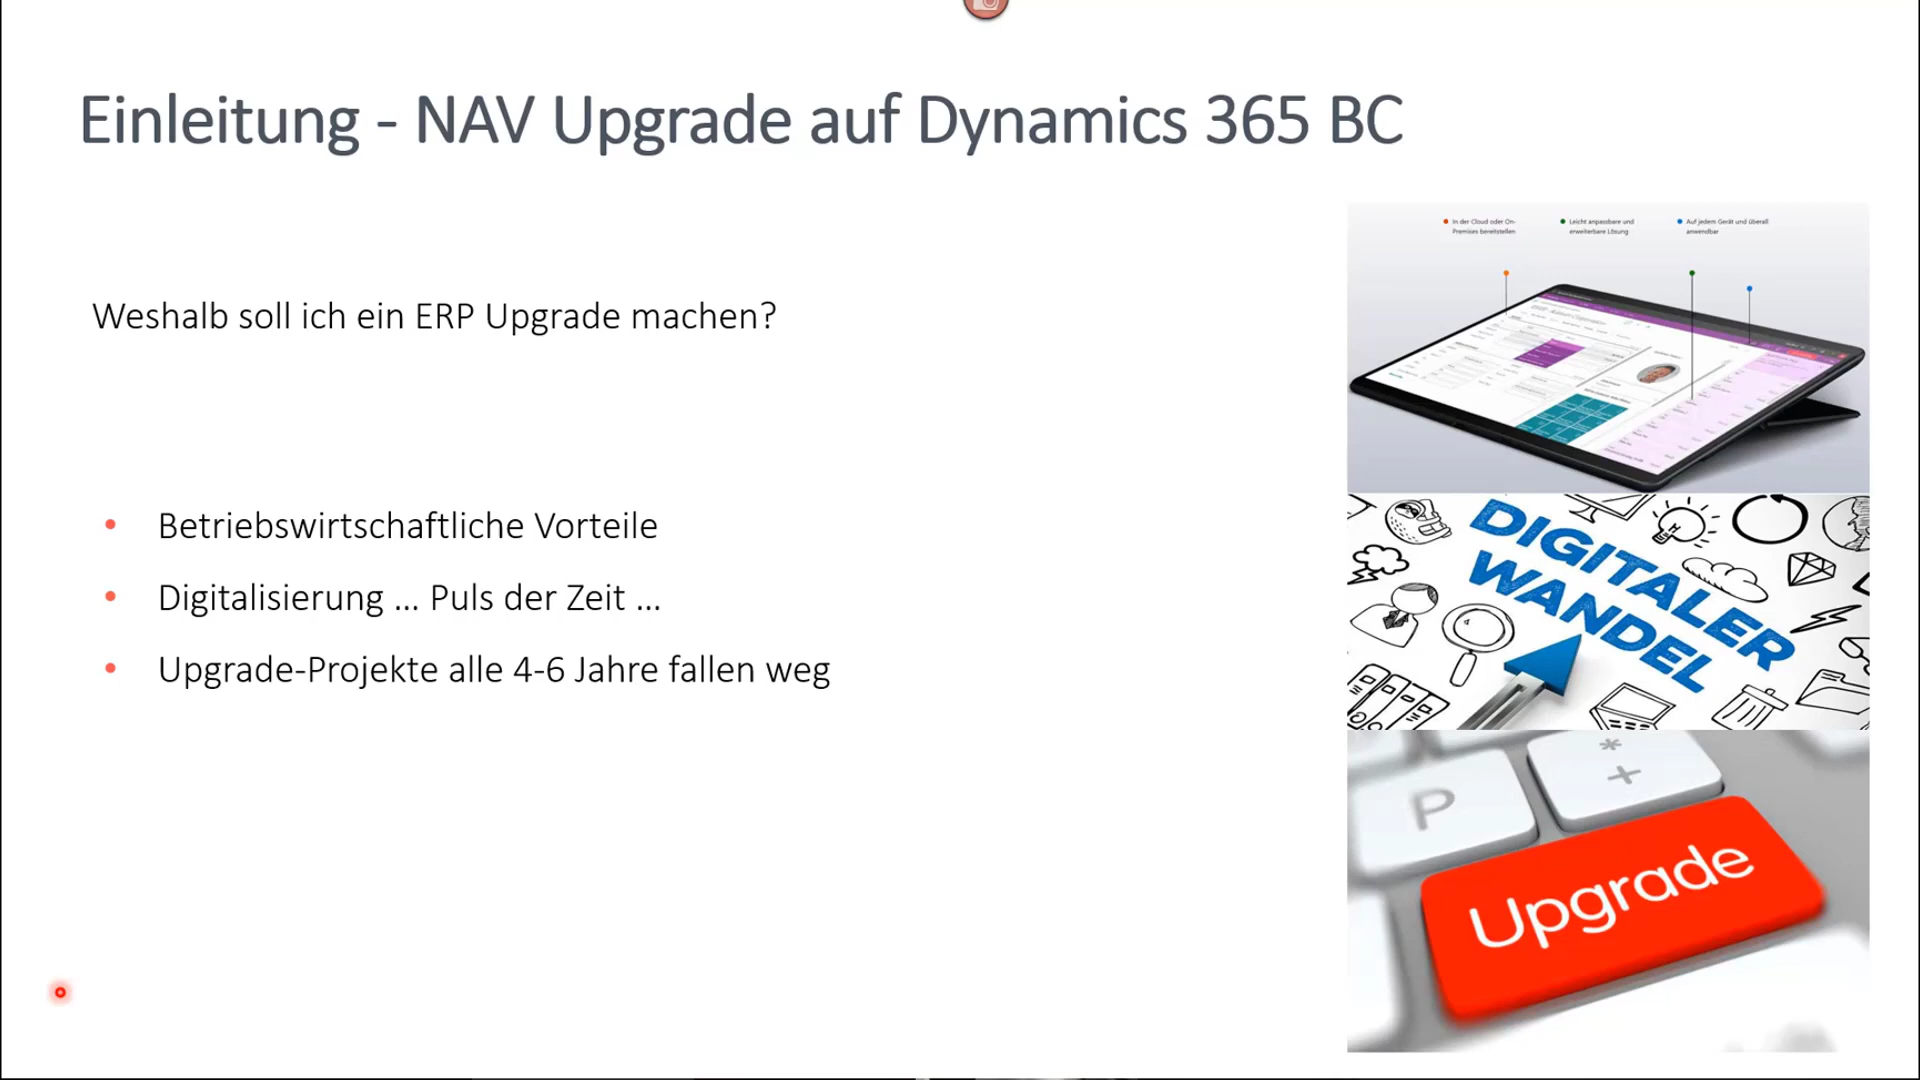 Einleitung - NAV Upgrade auf Dynamics 365 BC
Weshalb soll ich ein ERP Upgrade machen?
• Betriebswirtschaftliche Vorteile
• Digitalisierung ... Puls der Zeit ...
• Upgrade-Projekte alle 4-6 Jahre fallen weg
In der Cloud oder On-
Premises bereitstellen
Leicht anpassbare und
erweiterbare Lösung
Auf jedem Gerät und überall
anwendbar
DIGITALER
WANDEL
P
*
+
Upgrade